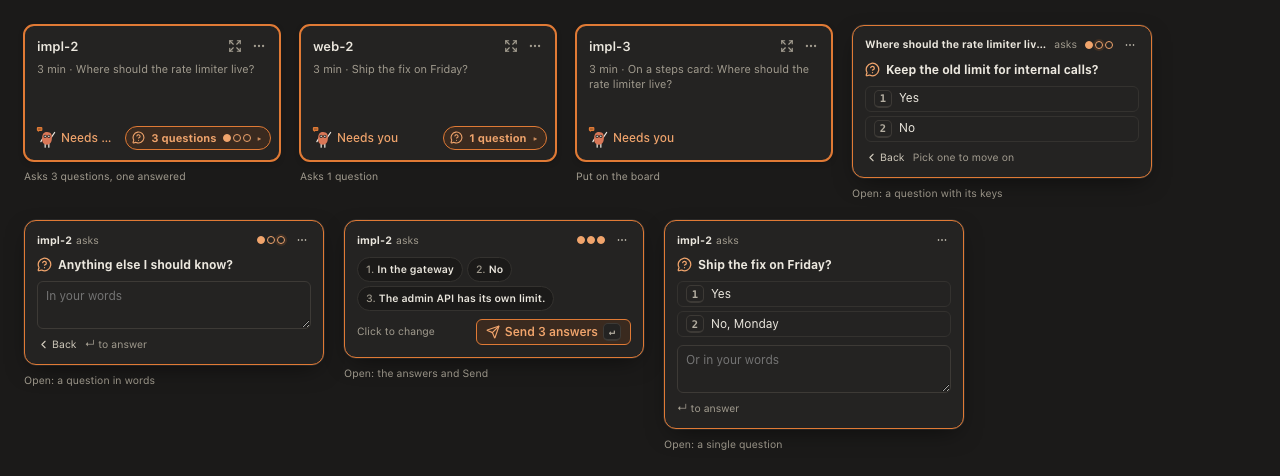 impl-2
3 min · Where should the rate limiter live?
Needs ...
3 questions
Asks 3 questions, one answered
web-2
3 min · Ship the fix on Friday?
Needs you
1 question
Asks 1 question
impl-3
3 min · On a steps card: Where should the
rate limiter live?
Needs you
Put on the board
Where should the rate limiter liv... asks
Keep the old limit for internal calls?
1 Yes
2 No
Back Pick one to move on
Open: a question with its keys
impl-2 asks
Anything else I should know?
In your words
Back ↵ to answer
Open: a question in words
impl-2 asks
1. In the gateway 2. No
3. The admin API has its own limit.
Click to change Send 3 answers ↵
Open: the answers and Send
impl-2 asks
Ship the fix on Friday?
1 Yes
2 No, Monday
Or in your words
↵ to answer
Open: a single question